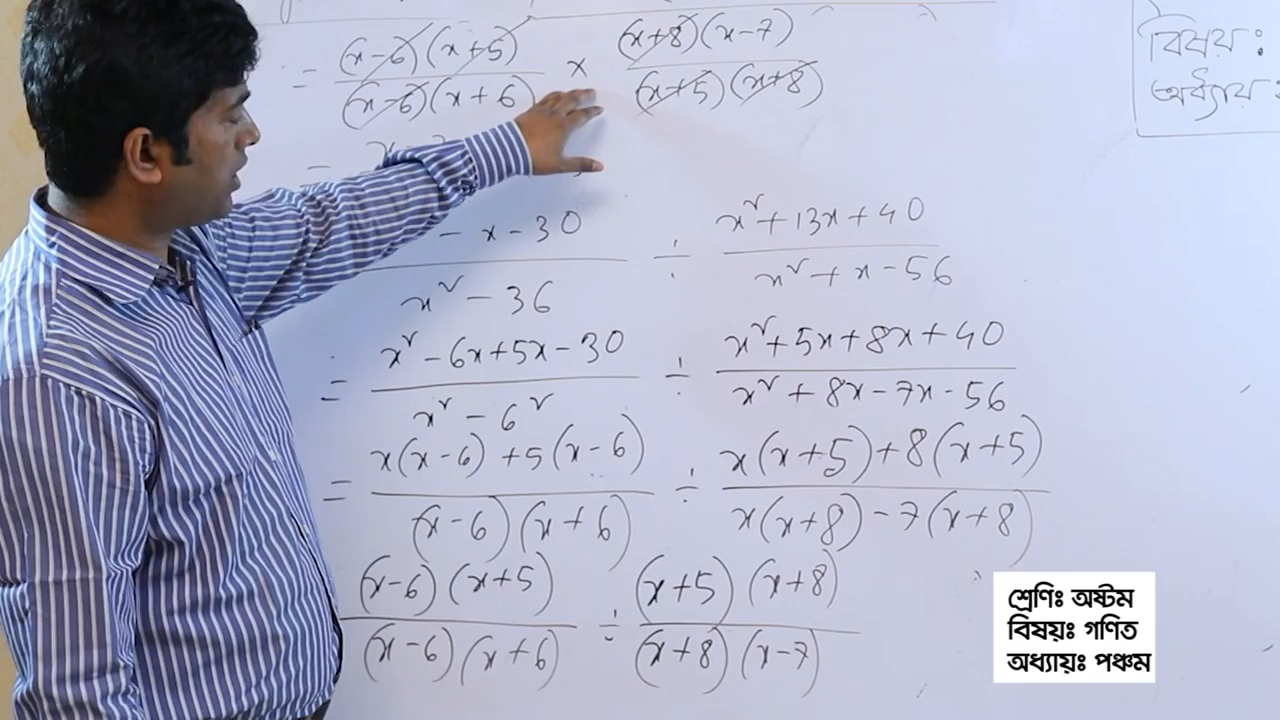 = (x-6)(x+5) / (x-6)(x+6) × (x+8)(x-7) / (x+5)(x+8)
বিষয়ঃ
অধ্যায়ঃ
=
- x - 30 / x² - 36 ÷ x² + 13x + 40 / x² + x - 56
= x² - 6x + 5x - 30 / x² - 6² ÷ x² + 5x + 8x + 40 / x² + 8x - 7x - 56
= x(x-6) + 5(x-6) / (x-6)(x+6) ÷ x(x+5) + 8(x+5) / x(x+8) - 7(x+8)
(x-6)(x+5) / (x-6)(x+6) ÷ (x+5)(x+8) / (x+8)(x-7)
শ্রেণিঃ অষ্টম
বিষয়ঃ গণিত
অধ্যায়ঃ পঞ্চম